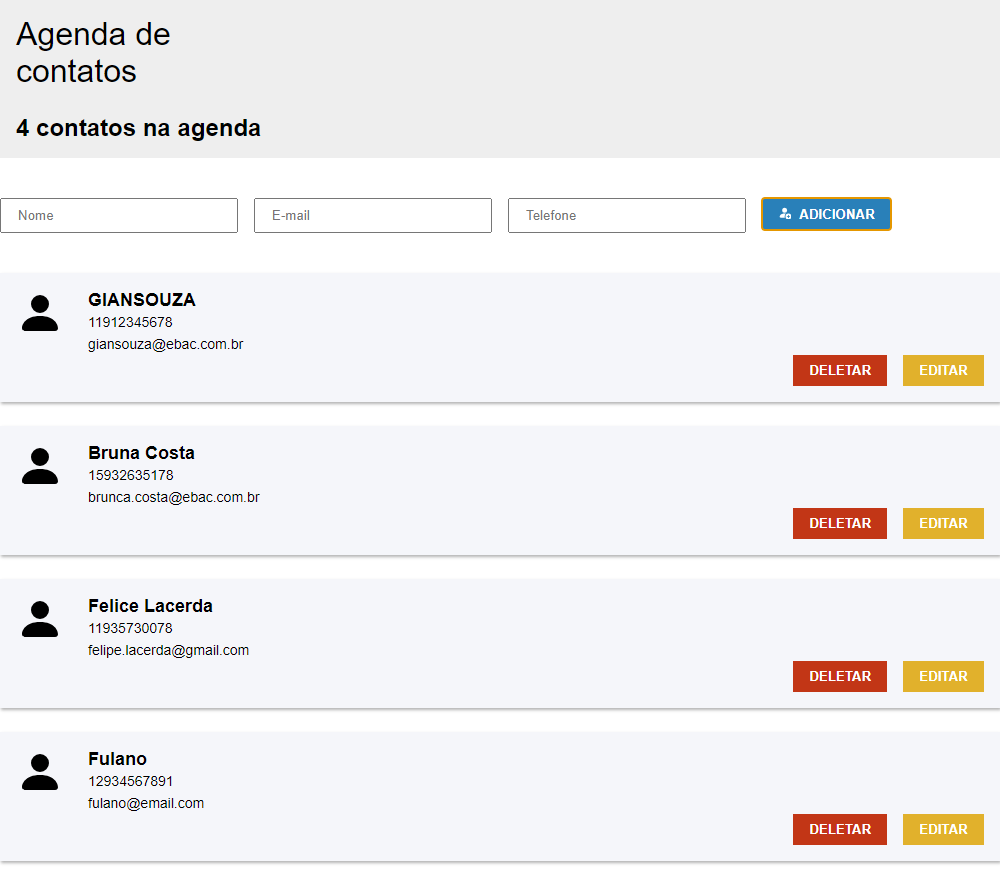 Agenda de
contatos
4 contatos na agenda
Nome E-mail Telefone ADICIONAR
GIANSOUZA
11912345678
giansouza@ebac.com.br
DELETAR EDITAR
Bruna Costa
15932635178
brunca.costa@ebac.com.br
DELETAR EDITAR
Felice Lacerda
11935730078
felipe.lacerda@gmail.com
DELETAR EDITAR
Fulano
12934567891
fulano@email.com
DELETAR EDITAR